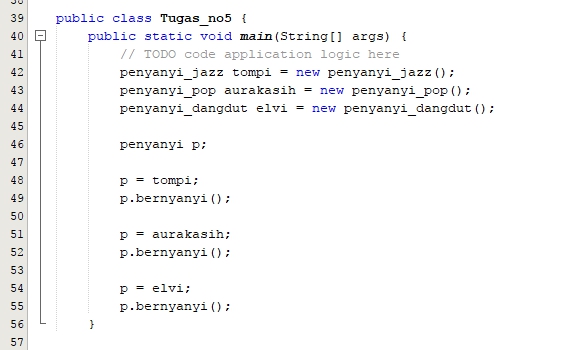 39 public class Tugas_no5 {
40 public static void main(String[] args) {
41 // TODO code application logic here
42 penyanyi_jazz tompi = new penyanyi_jazz();
43 penyanyi_pop aurakasih = new penyanyi_pop();
44 penyanyi_dangdut elvi = new penyanyi_dangdut();
45
46 penyanyi p;
47
48 p = tompi;
49 p.bernyanyi();
50
51 p = aurakasih;
52 p.bernyanyi();
53
54 p = elvi;
55 p.bernyanyi();
56 }
57